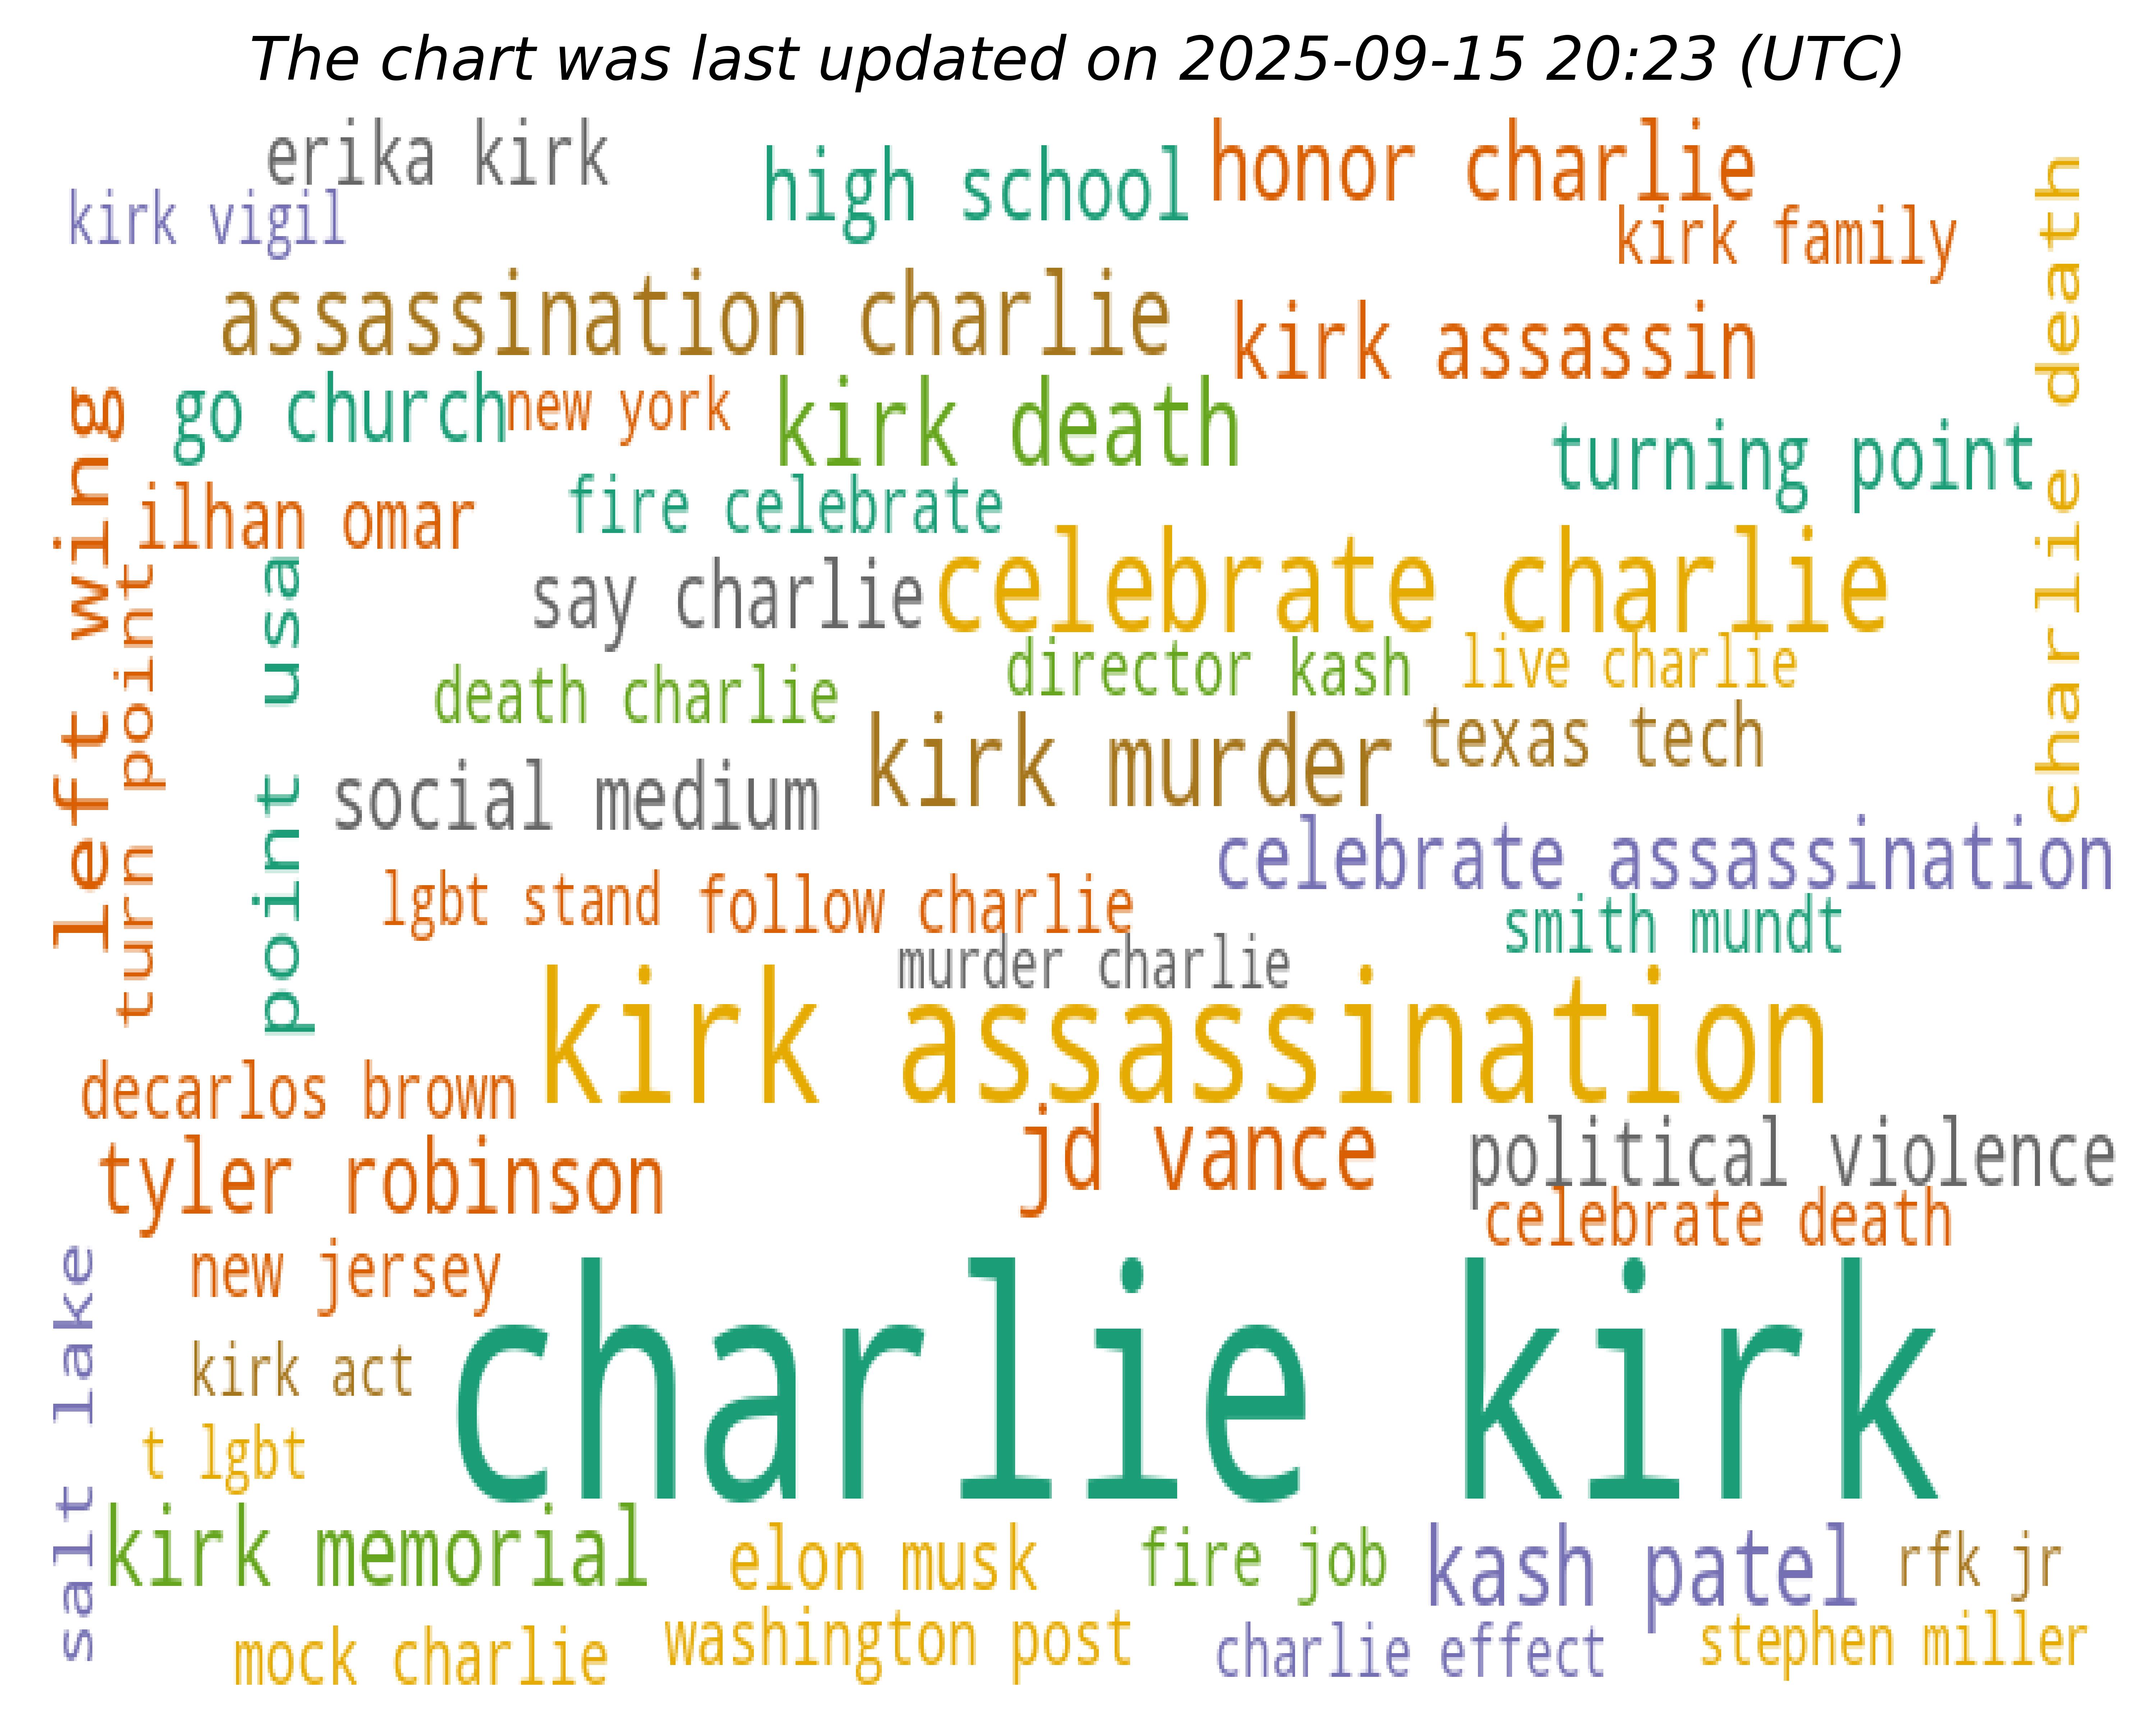 The chart was last updated on 2025-09-15 20:23 (UTC)
erika kirk
high school
honor charlie
kirk vigil
kirk family
charlie death
assassination charlie
kirk assassin
left wing
go church
new york
kirk death
turning point
ilhan omar
fire celebrate
turn point
point usa
say charlie
celebrate charlie
death charlie
director kash
live charlie
kirk murder
texas tech
social medium
celebrate assassination
lgbt stand
follow charlie
smith mundt
murder charlie
kirk assassination
decarlos brown
jd vance
political violence
tyler robinson
celebrate death
salt lake
new jersey
charlie kirk
kirk act
t lgbt
kirk memorial
elon musk
fire job
kash patel
rfk jr
mock charlie
washington post
charlie effect
stephen miller